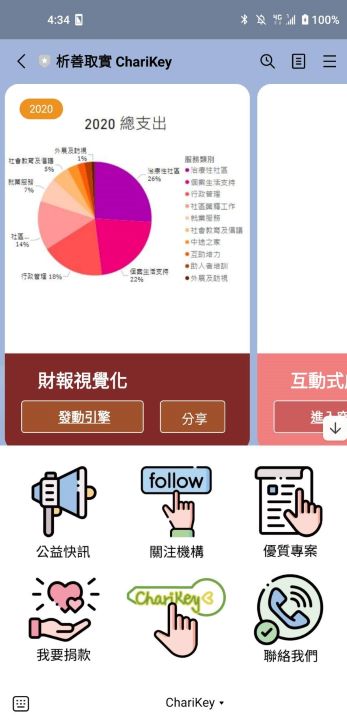 4:34
4G
100%
析善取實 ChariKey
2020
2020 總支出
外展及訪視
1%
社會教育及倡議
5%
就業服務
7%
社區...
14%
行政管理 18%
個案生活支持
22%
治療性社區
26%
服務類別
治療性社區
個案生活支持
行政管理
社區關懷工作
就業服務
社會教育及倡議
中途之家
互助培力
助人者培訓
外展及訪視
財報視覺化
發動引擎
分享
互動式
進入
公益快訊
follow
關注機構
優質專案
我要捐款
ChariKey
聯絡我們
ChariKey